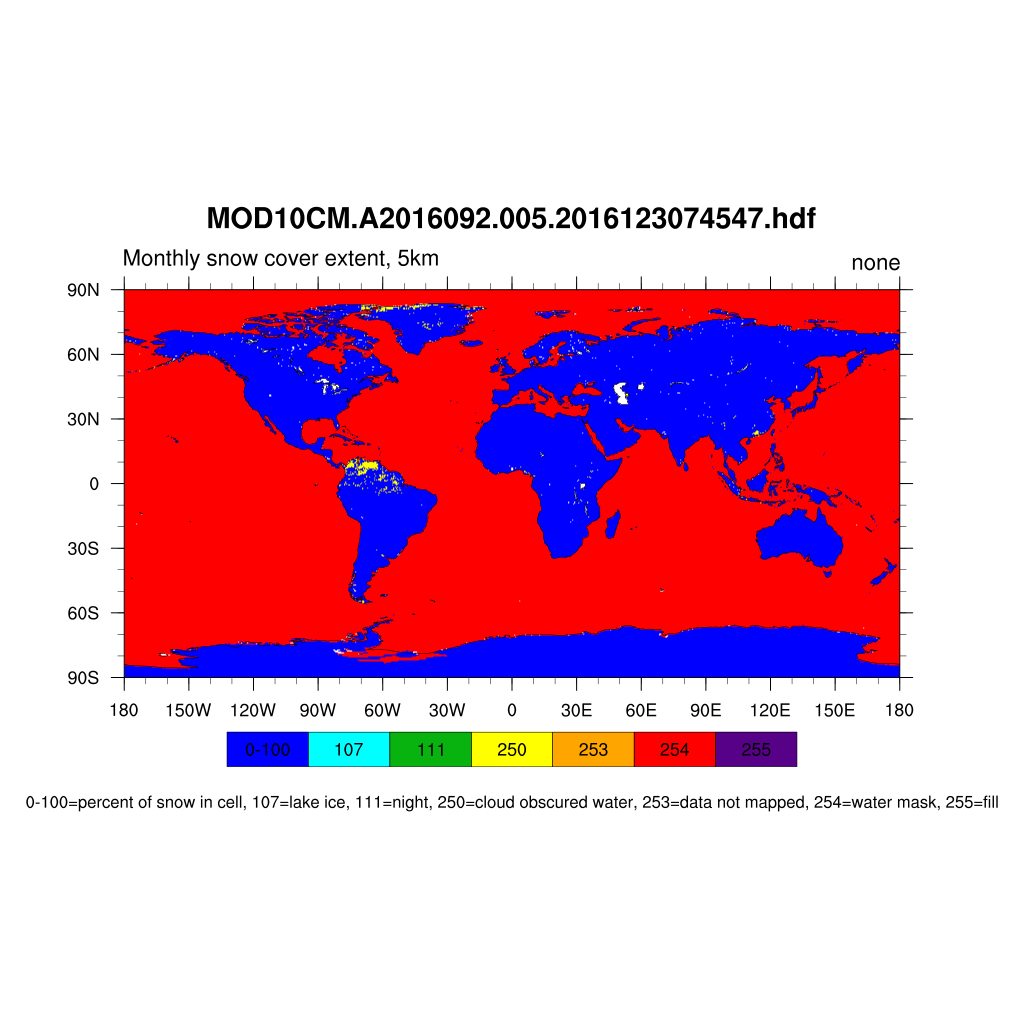 MOD10CM.A2016092.005.2016123074547.hdf
Monthly snow cover extent, 5km none
90N
60N
30N
0
30S
60S
90S
180 150W 120W 90W 60W 30W 0 30E 60E 90E 120E 150E 180
0-100 107 111 250 253 254 255
0-100=percent of snow in cell, 107=lake ice, 111=night, 250=cloud obscured water, 253=data not mapped, 254=water mask, 255=fill